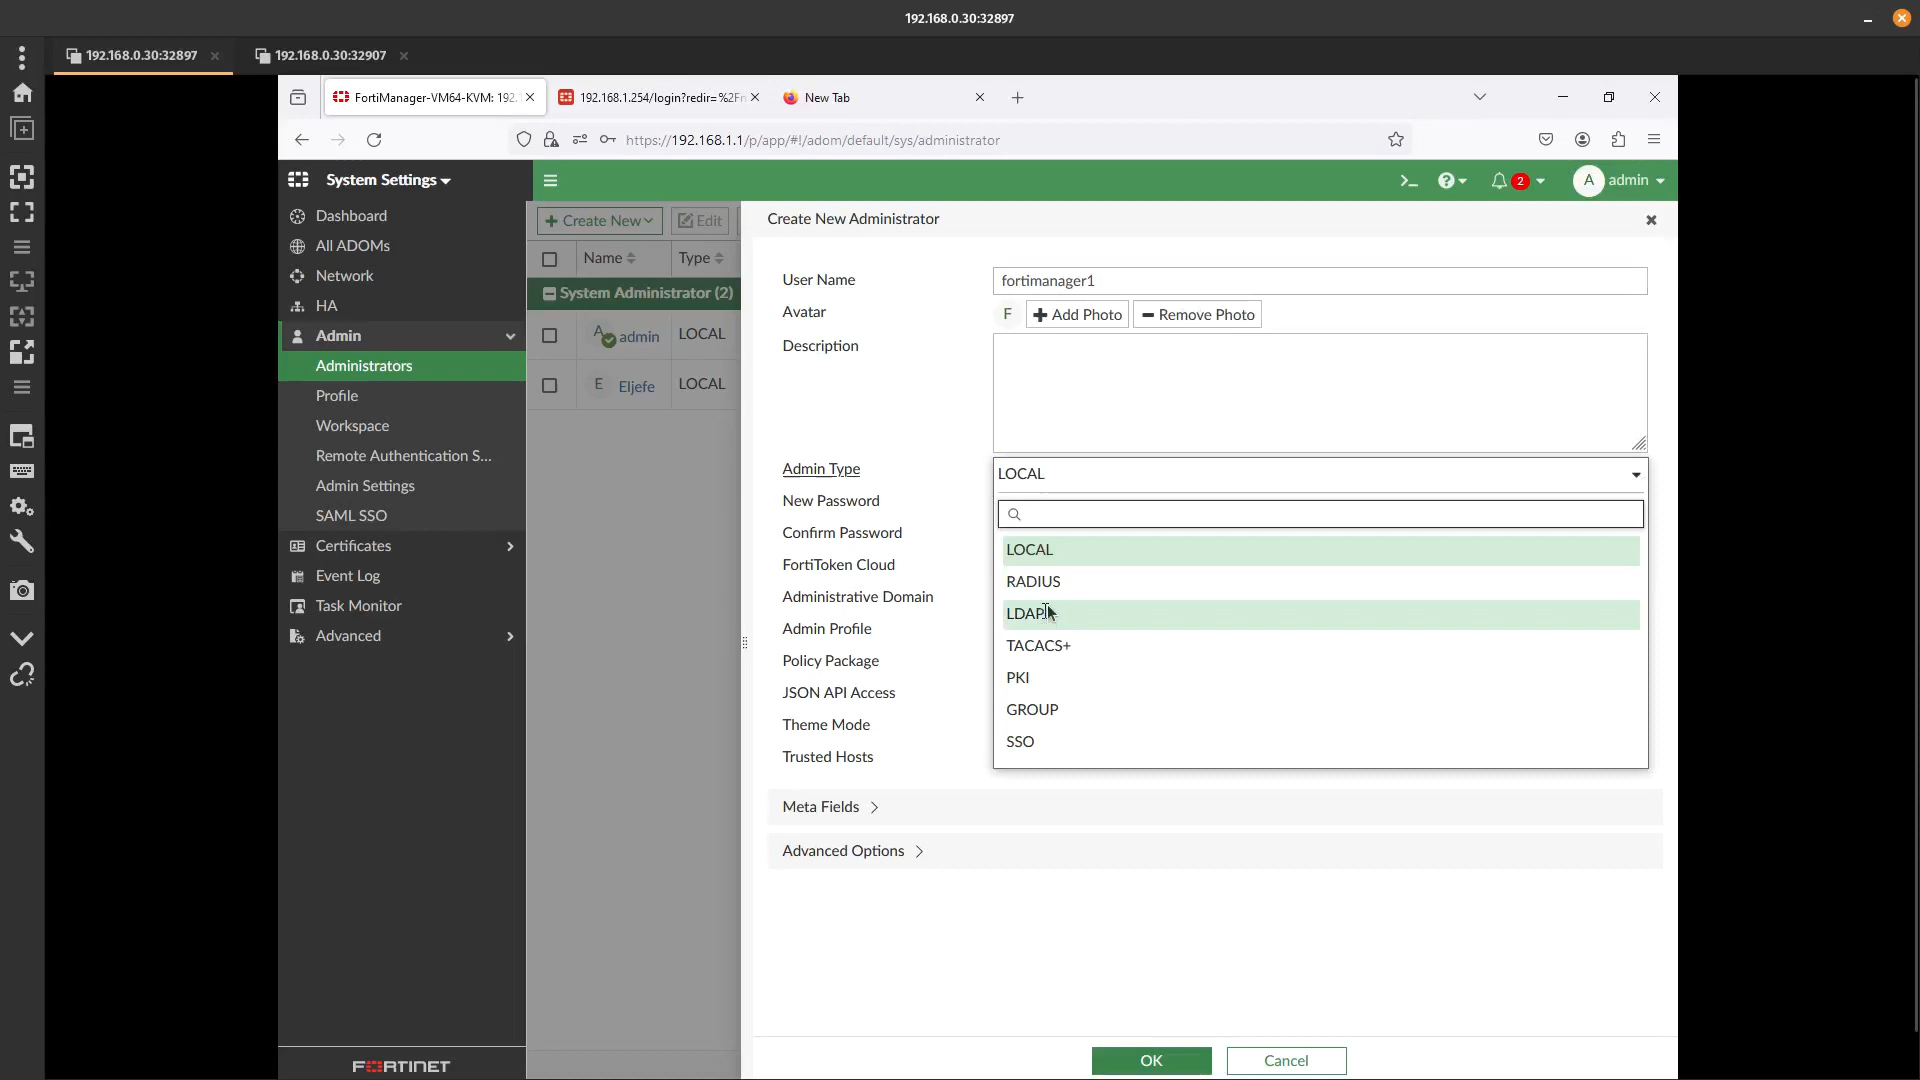 192.168.0.30:32897
192.168.0.30:32897
192.168.0.30:32907
FortiManager-VM64-KVM: 192.
192.168.1.254/login?redir=%2Fn
New Tab
https://192.168.1.1/p/app/#!/adom/default/sys/administrator
System Settings
2
A
admin
Dashboard
All ADOMs
Network
HA
Admin
Administrators
Profile
Workspace
Remote Authentication S...
Admin Settings
SAML SSO
Certificates
Event Log
Task Monitor
Advanced
FORTINET
Create New
Edit
Name
Type
System Administrator (2)
A admin LOCAL
E Eljefe LOCAL
Create New Administrator
User Name
fortimanager1
Avatar
F
Add Photo
Remove Photo
Description
Admin Type
LOCAL
New Password
Confirm Password
FortiToken Cloud
Administrative Domain
Admin Profile
Policy Package
JSON API Access
Theme Mode
Trusted Hosts
LOCAL
RADIUS
LDAP
TACACS+
PKI
GROUP
SSO
Meta Fields
Advanced Options
OK
Cancel